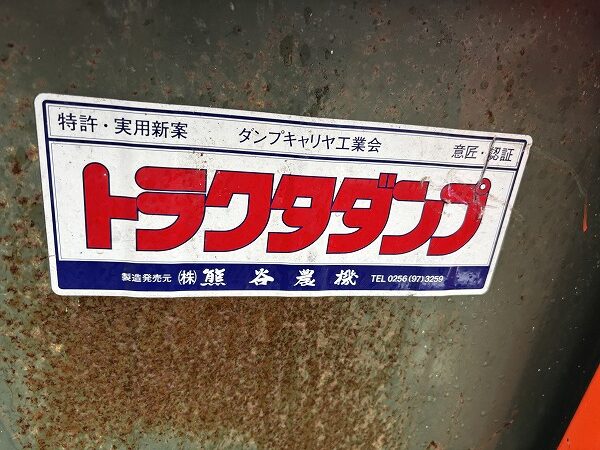 特許・実用新案 ダンプキャリヤ工業会 意匠・認証
トラクタダンプ
製造発売元 ㈱熊谷農機 TEL 0256(97)3259